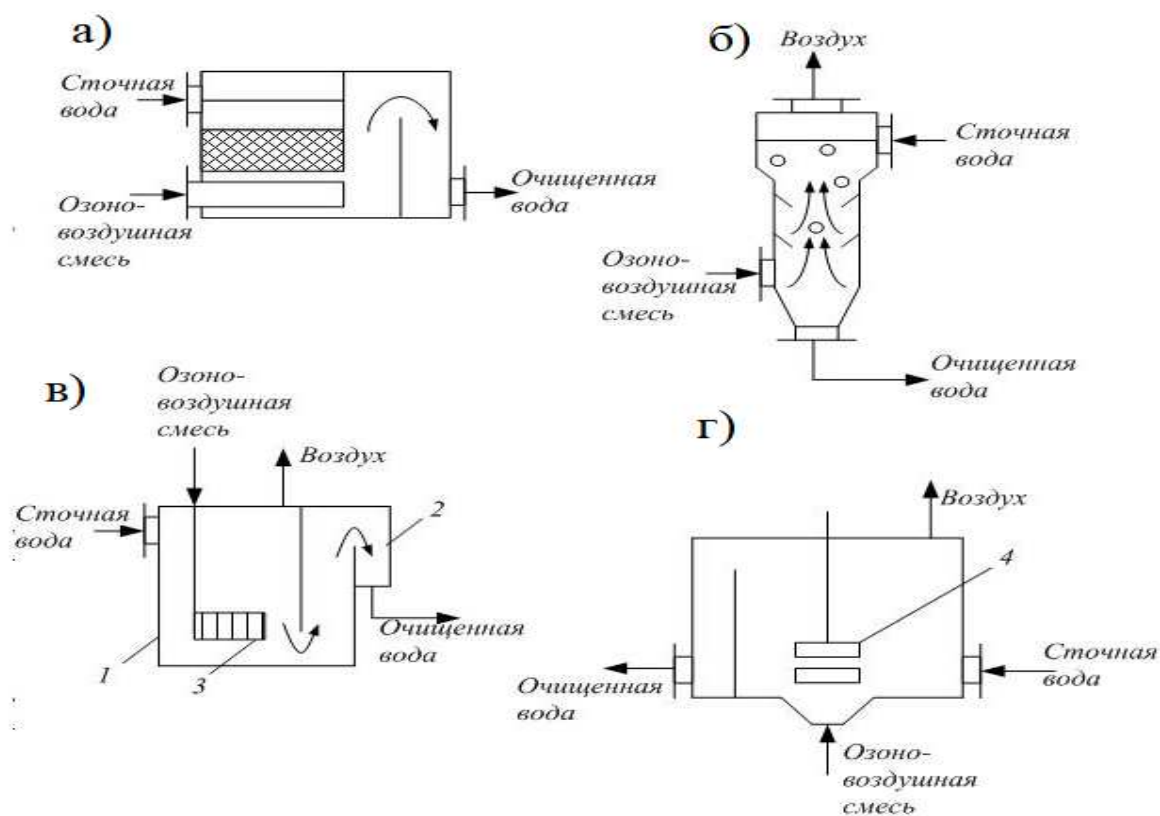 а)
Сточная
вода
Озоно-
воздушная
смесь
Очищенная
вода
б)
Воздух
Сточная
вода
Озоно-
воздушная
смесь
Очищенная
вода
в)
Озоно-
воздушная
смесь
Воздух
Сточная
вода
2
Очищенная
вода
1
3
г)
Воздух
4
Очищенная
вода
Сточная
вода
Озоно-
воздушная
смесь